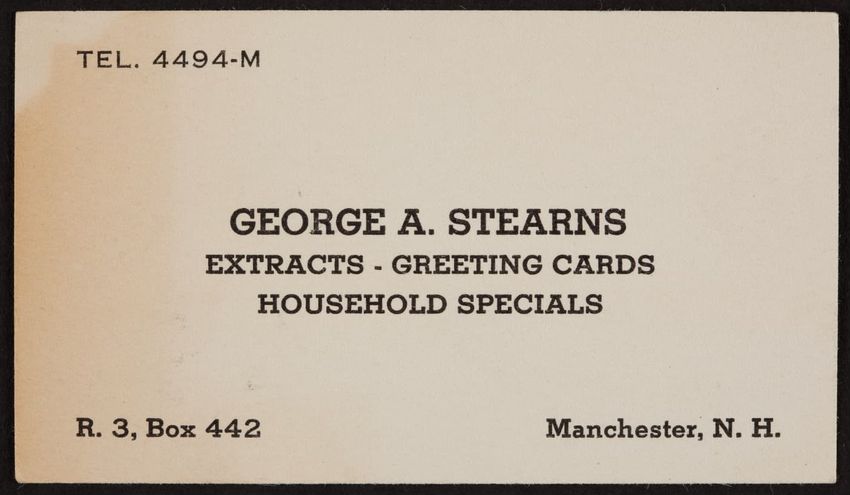 TEL. 4494-M
GEORGE A. STEARNS
EXTRACTS - GREETING CARDS
HOUSEHOLD SPECIALS
R. 3, Box 442 Manchester, N. H.